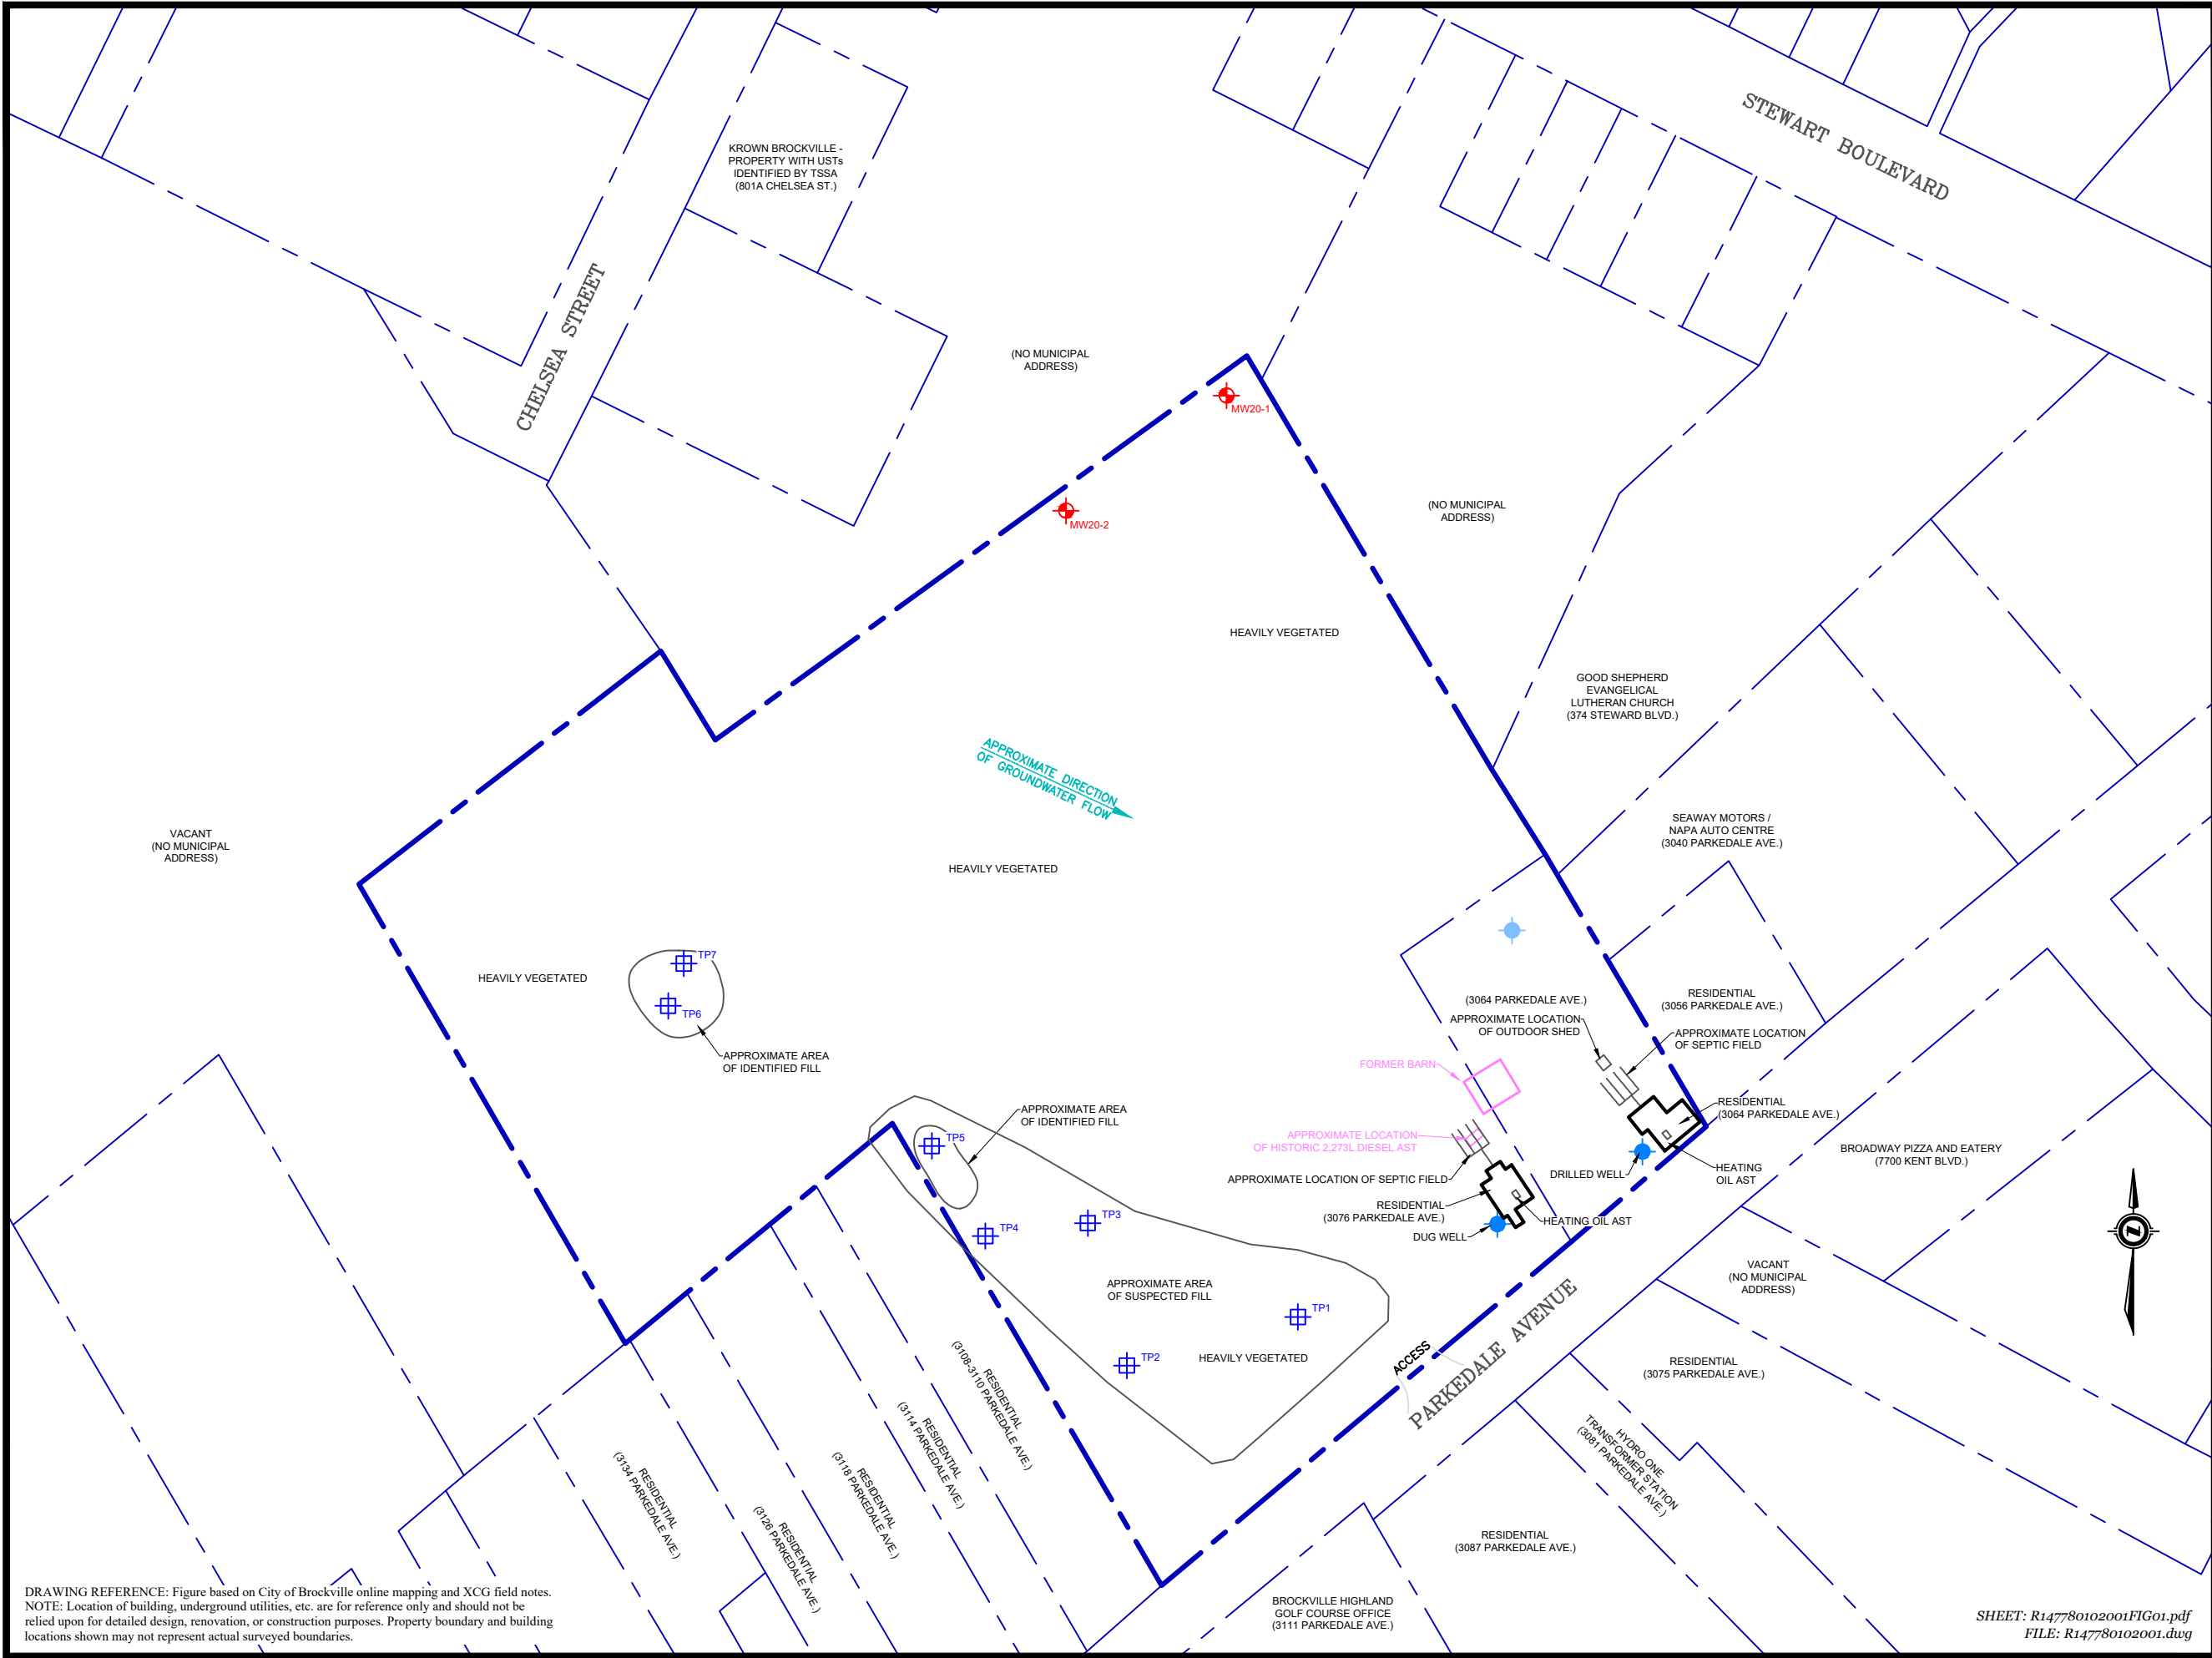 STEWART BOULEVARD
KROWN BROCKVILLE -
PROPERTY WITH USTs
IDENTIFIED BY TSSA
(801A CHELSEA ST.)
CHELSEA STREET
(NO MUNICIPAL
ADDRESS)
MW20-1
MW20-2
(NO MUNICIPAL
ADDRESS)
HEAVILY VEGETATED
GOOD SHEPHERD
EVANGELICAL
LUTHERAN CHURCH
(374 STEWARD BLVD.)
APPROXIMATE DIRECTION
OF GROUNDWATER FLOW
VACANT
(NO MUNICIPAL
ADDRESS)
SEAWAY MOTORS /
NAPA AUTO CENTRE
(3040 PARKEDALE AVE.)
HEAVILY VEGETATED
HEAVILY VEGETATED
TP7
TP6
APPROXIMATE AREA
OF IDENTIFIED FILL
(3064 PARKEDALE AVE.)
APPROXIMATE LOCATION
OF OUTDOOR SHED
RESIDENTIAL
(3056 PARKEDALE AVE.)
APPROXIMATE LOCATION
OF SEPTIC FIELD
FORMER BARN
RESIDENTIAL
(3064 PARKEDALE AVE.)
APPROXIMATE AREA
OF IDENTIFIED FILL
TP5
APPROXIMATE LOCATION
OF HISTORIC 2,273L DIESEL AST
APPROXIMATE LOCATION OF SEPTIC FIELD
DRILLED WELL
HEATING
OIL AST
BROADWAY PIZZA AND EATERY
(7700 KENT BLVD.)
RESIDENTIAL
(3076 PARKEDALE AVE.)
HEATING OIL AST
DUG WELL
TP3
TP4
N
APPROXIMATE AREA
OF SUSPECTED FILL
VACANT
(NO MUNICIPAL
ADDRESS)
TP1
TP2
HEAVILY VEGETATED
ACCESS
PARKEDALE AVENUE
RESIDENTIAL
(3075 PARKEDALE AVE.)
RESIDENTIAL
(3108-3110 PARKEDALE AVE.)
RESIDENTIAL
(3114 PARKEDALE AVE.)
RESIDENTIAL
(3118 PARKEDALE AVE.)
RESIDENTIAL
(3126 PARKEDALE AVE.)
RESIDENTIAL
(3134 PARKEDALE AVE.)
HYDRO ONE
TRANSFORMER STATION
(3081 PARKEDALE AVE.)
RESIDENTIAL
(3087 PARKEDALE AVE.)
BROCKVILLE HIGHLAND
GOLF COURSE OFFICE
(3111 PARKEDALE AVE.)
DRAWING REFERENCE: Figure based on City of Brockville online mapping and XCG field notes.
NOTE: Location of building, underground utilities, etc. are for reference only and should not be
relied upon for detailed design, renovation, or construction purposes. Property boundary and building
locations shown may not represent actual surveyed boundaries.
SHEET: R147780102001FIG01.pdf
FILE: R147780102001.dwg